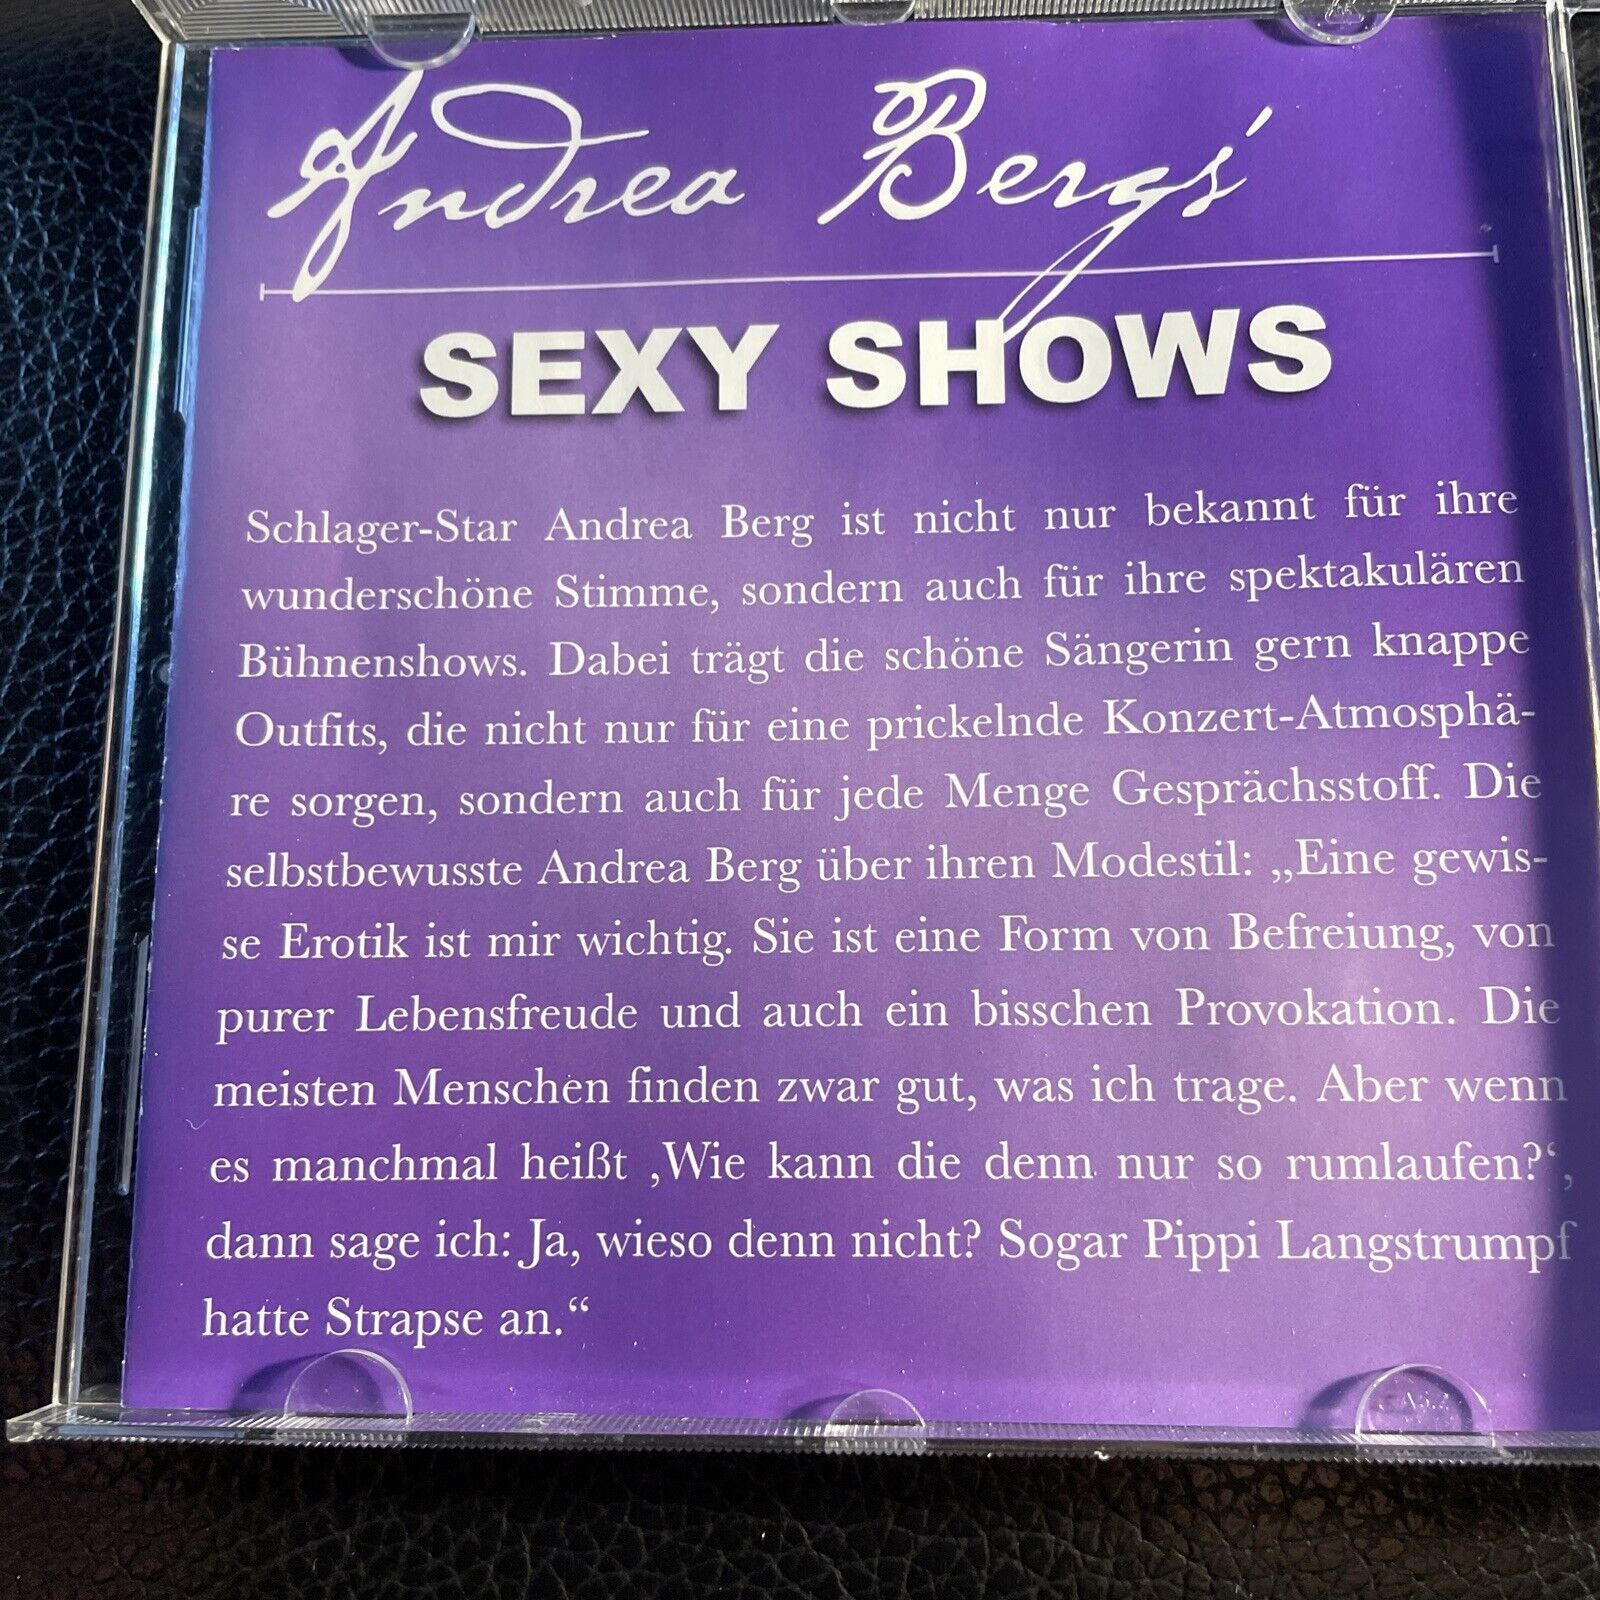 Andrea Bergs'
SEXY SHOWS
Schlager-Star Andrea Berg ist nicht nur bekannt für ihre
wunderschöne Stimme, sondern auch für ihre spektakulären
Bühnenshows. Dabei trägt die schöne Sängerin gern knappe
Outfits, die nicht nur für eine prickelnde Konzert-Atmosphä-
re sorgen, sondern auch für jede Menge Gesprächsstoff. Die
selbstbewusste Andrea Berg über ihren Modestil: „Eine gewis-
se Erotik ist mir wichtig. Sie ist eine Form von Befreiung, von
purer Lebensfreude und auch ein bisschen Provokation. Die
meisten Menschen finden zwar gut, was ich trage. Aber wenn
es manchmal heißt ‚Wie kann die denn nur so rumlaufen?‘,
dann sage ich: Ja, wieso denn nicht? Sogar Pippi Langstrumpf
hatte Strapse an.“